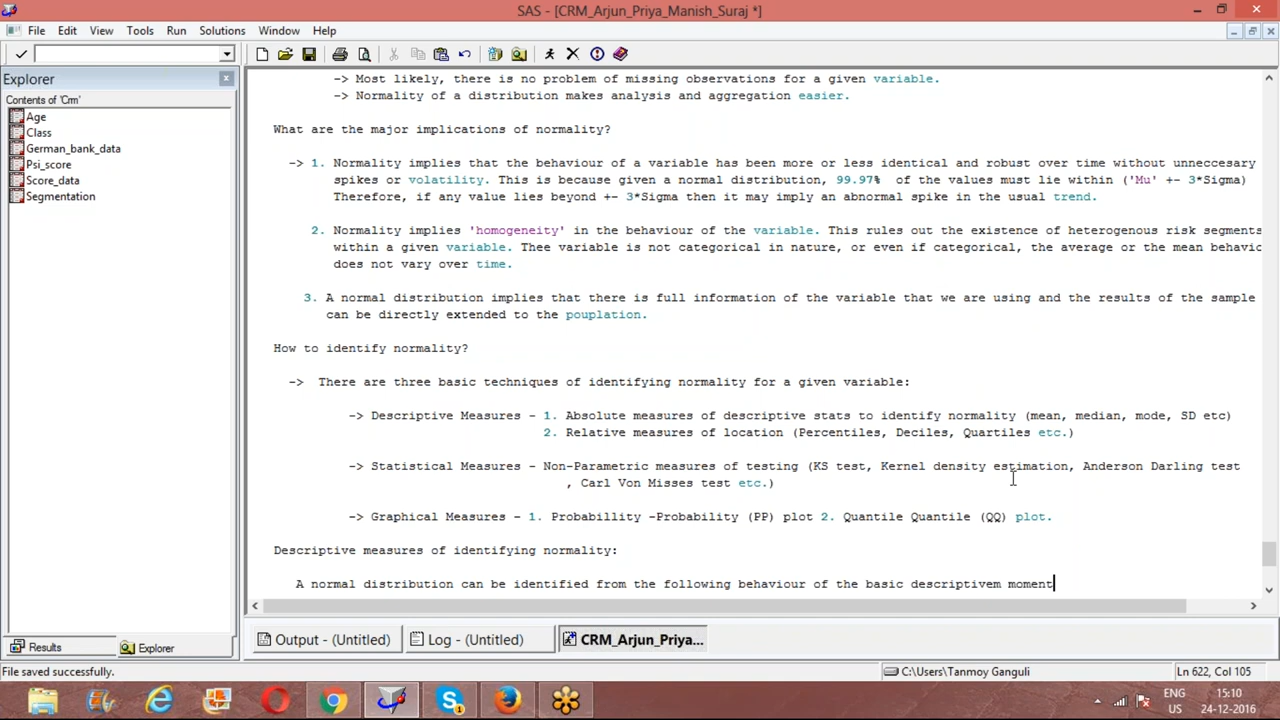 SAS - [CRM_Arjun_Priya_Manish_Suraj *]
File Edit View Tools Run Solutions Window Help
Explorer
Contents of 'Crm'
Age
Class
German_bank_data
Psi_score
Score_data
Segmentation
-> Most likely, there is no problem of missing observations for a given variable.
-> Normality of a distribution makes analysis and aggregation easier.
What are the major implications of normality?
-> 1. Normality implies that the behaviour of a variable has been more or less identical and robust over time without unneccesary
spikes or volatility. This is because given a normal distribution, 99.97% of the values must lie within ('Mu' +- 3*Sigma)
Therefore, if any value lies beyond +- 3*Sigma then it may imply an abnormal spike in the usual trend.
2. Normality implies 'homogeneity' in the behaviour of the variable. This rules out the existence of heterogenous risk segments
within a given variable. Thee variable is not categorical in nature, or even if categorical, the average or the mean behavio
does not vary over time.
3. A normal distribution implies that there is full information of the variable that we are using and the results of the sample
can be directly extended to the pouplation.
How to identify normality?
-> There are three basic techniques of identifying normality for a given variable:
-> Descriptive Measures - 1. Absolute measures of descriptive stats to identify normality (mean, median, mode, SD etc)
2. Relative measures of location (Percentiles, Deciles, Quartiles etc.)
-> Statistical Measures - Non-Parametric measures of testing (KS test, Kernel density estimation, Anderson Darling test
, Carl Von Misses test etc.)
-> Graphical Measures - 1. Probabillity -Probability (PP) plot 2. Quantile Quantile (QQ) plot.
Descriptive measures of identifying normality:
A normal distribution can be identified from the following behaviour of the basic descriptivem moment
Results Explorer
Output - (Untitled) Log - (Untitled) CRM_Arjun_Priya...
File saved successfully. C:\Users\Tanmoy Ganguli Ln 622, Col 105
ENG 15:10
US 24-12-2016